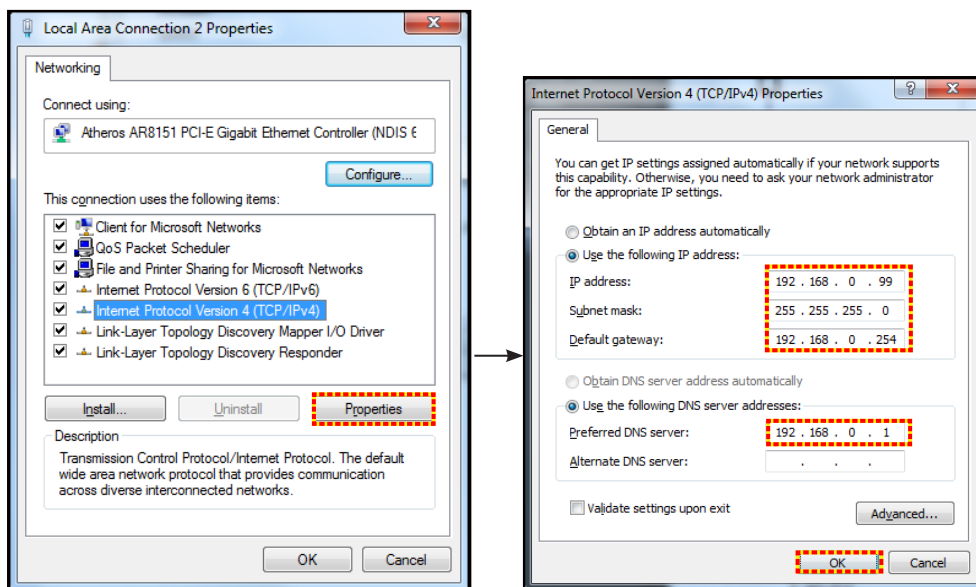 Local Area Connection 2 Properties
Networking
Connect using:
Atheros AR8151 PCI-E Gigabit Ethernet Controller (NDIS 6
Configure...
This connection uses the following items:
Client for Microsoft Networks
QoS Packet Scheduler
File and Printer Sharing for Microsoft Networks
Internet Protocol Version 6 (TCP/IPv6)
Internet Protocol Version 4 (TCP/IPv4)
Link-Layer Topology Discovery Mapper I/O Driver
Link-Layer Topology Discovery Responder
Install...
Uninstall
Properties
Description
Transmission Control Protocol/Internet Protocol. The default
wide area network protocol that provides communication
across diverse interconnected networks.
OK
Cancel
Internet Protocol Version 4 (TCP/IPv4) Properties
General
You can get IP settings assigned automatically if your network supports
this capability. Otherwise, you need to ask your network administrator
for the appropriate IP settings.
Obtain an IP address automatically
Use the following IP address:
IP address: 192 . 168 . 0 . 99
Subnet mask: 255 . 255 . 255 . 0
Default gateway: 192 . 168 . 0 . 254
Obtain DNS server address automatically
Use the following DNS server addresses:
Preferred DNS server: 192 . 168 . 0 . 1
Alternate DNS server: . . .
Validate settings upon exit
Advanced...
OK
Cancel